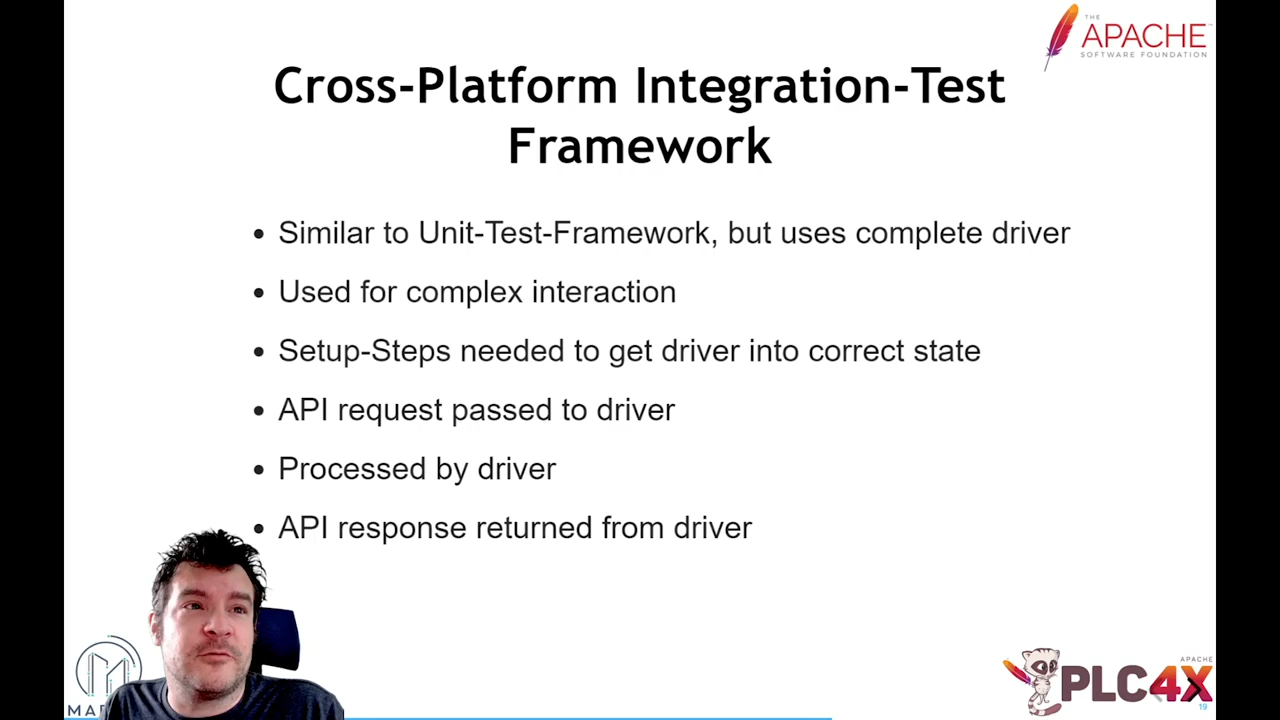 THE
APACHE
SOFTWARE FOUNDATION
Cross-Platform Integration-Test
Framework
• Similar to Unit-Test-Framework, but uses complete driver
• Used for complex interaction
• Setup-Steps needed to get driver into correct state
• API request passed to driver
• Processed by driver
• API response returned from driver
APACHE
PLC4X
19